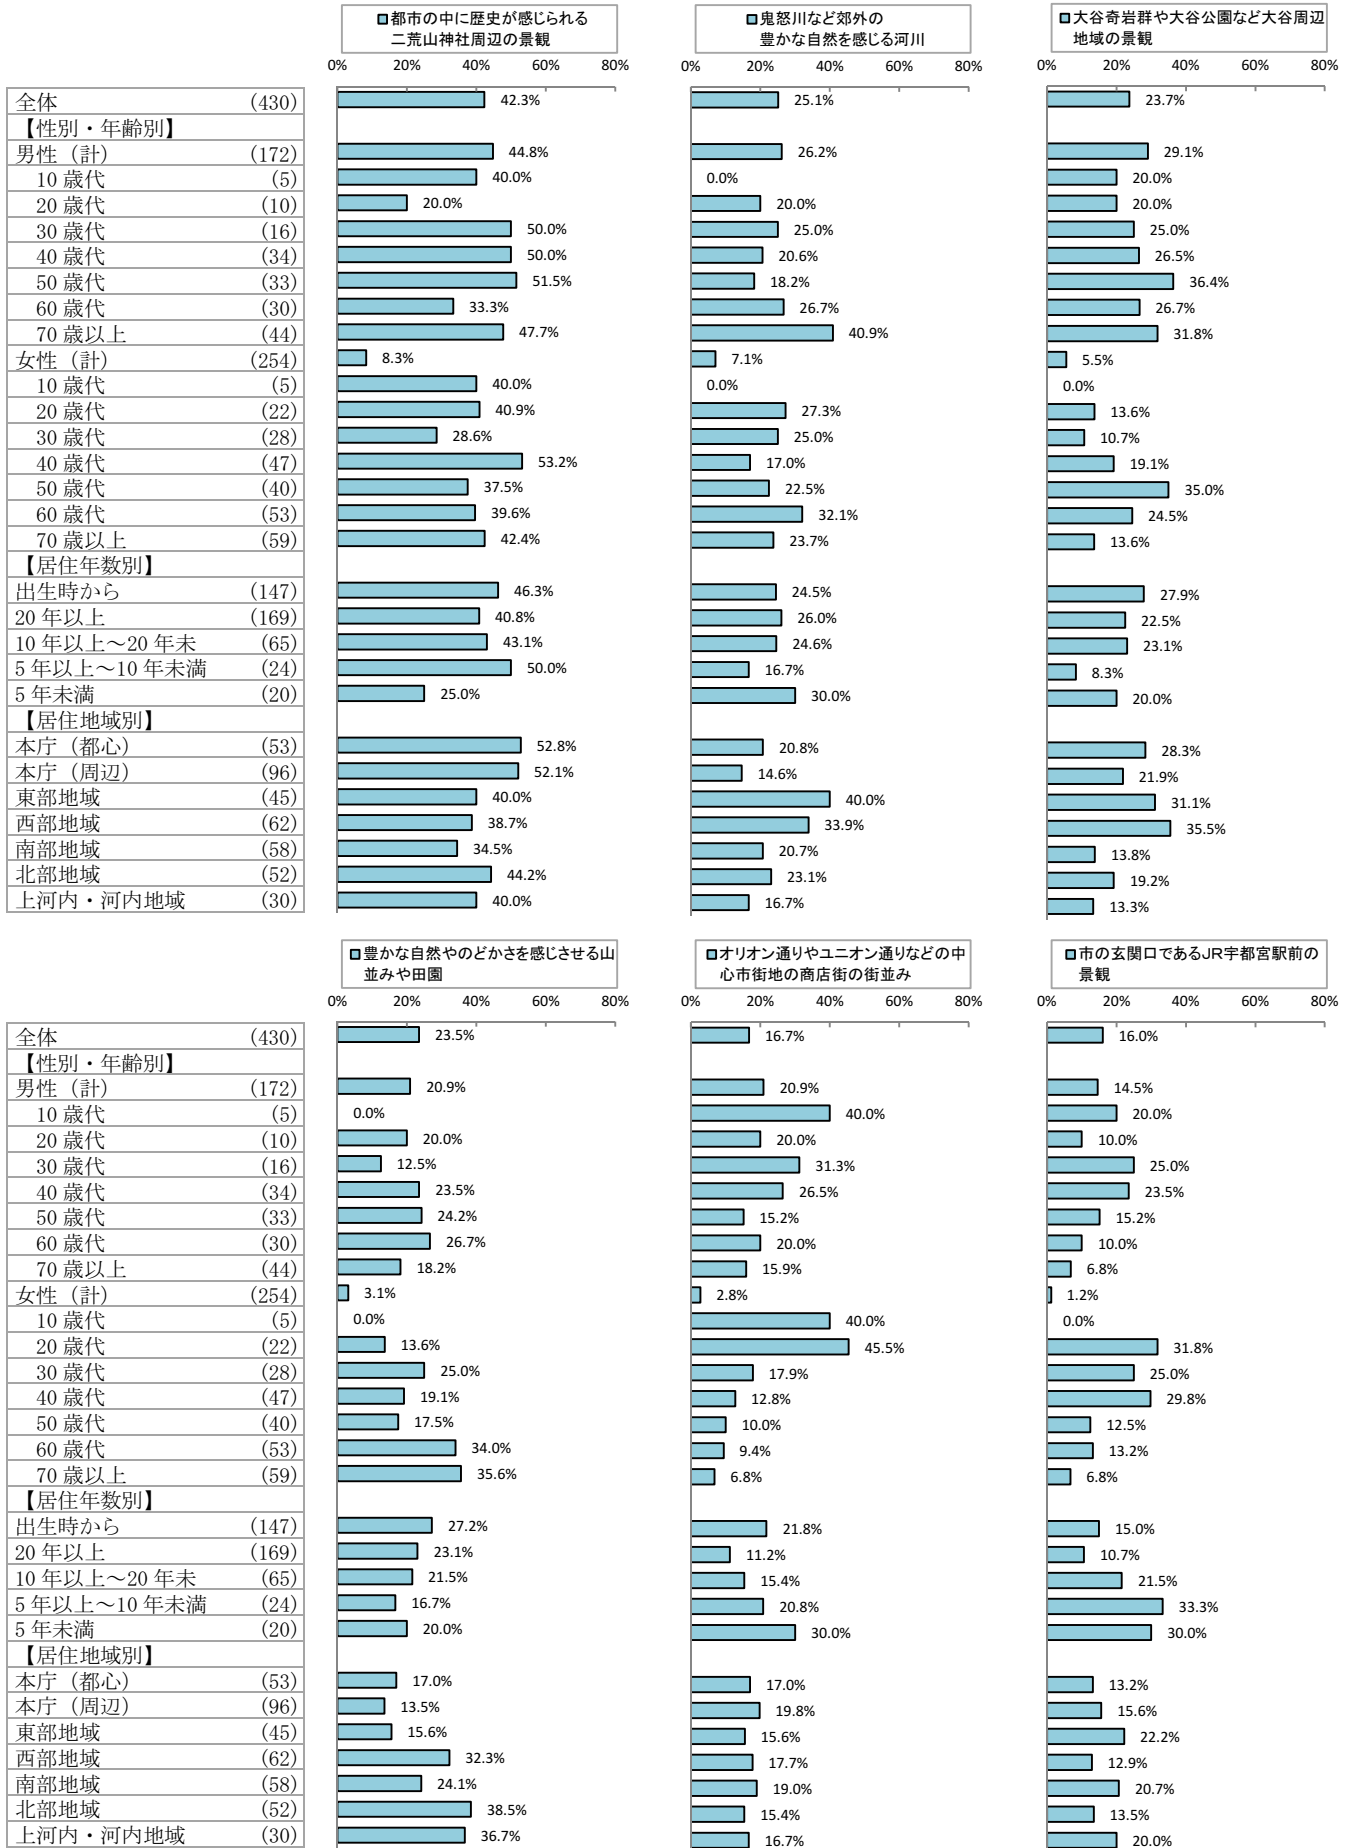 ■都市の中に歴史が感じられる
二荒山神社周辺の景観
■鬼怒川など郊外の
豊かな自然を感じる河川
■大谷奇岩群や大谷公園など大谷周辺
地域の景観
0% 20% 40% 60% 80% 0% 20% 40% 60% 80% 0% 20% 40% 60% 80%
全体 (430) 42.3% 25.1% 23.7%
【性別・年齢別】
男性（計） (172) 44.8% 26.2% 29.1%
10 歳代 (5) 40.0% 0.0% 20.0%
20 歳代 (10) 20.0% 20.0% 20.0%
30 歳代 (16) 50.0% 25.0% 25.0%
40 歳代 (34) 50.0% 20.6% 26.5%
50 歳代 (33) 51.5% 18.2% 36.4%
60 歳代 (30) 33.3% 26.7% 26.7%
70 歳以上 (44) 47.7% 40.9% 31.8%
女性（計） (254) 8.3% 7.1% 5.5%
10 歳代 (5) 40.0% 0.0% 0.0%
20 歳代 (22) 40.9% 27.3% 13.6%
30 歳代 (28) 28.6% 25.0% 10.7%
40 歳代 (47) 53.2% 17.0% 19.1%
50 歳代 (40) 37.5% 22.5% 35.0%
60 歳代 (53) 39.6% 32.1% 24.5%
70 歳以上 (59) 42.4% 23.7% 13.6%
【居住年数別】
出生時から (147) 46.3% 24.5% 27.9%
20 年以上 (169) 40.8% 26.0% 22.5%
10 年以上～20 年未 (65) 43.1% 24.6% 23.1%
5 年以上～10 年未満 (24) 50.0% 16.7% 8.3%
5 年未満 (20) 25.0% 30.0% 20.0%
【居住地域別】
本庁（都心） (53) 52.8% 20.8% 28.3%
本庁（周辺） (96) 52.1% 14.6% 21.9%
東部地域 (45) 40.0% 40.0% 31.1%
西部地域 (62) 38.7% 33.9% 35.5%
南部地域 (58) 34.5% 20.7% 13.8%
北部地域 (52) 44.2% 23.1% 19.2%
上河内・河内地域 (30) 40.0% 16.7% 13.3%
■豊かな自然やのどかさを感じさせる山
並みや田園
■オリオン通りやユニオン通りなどの中
心市街地の商店街の街並み
■市の玄関口であるJR宇都宮駅前の
景観
0% 20% 40% 60% 80% 0% 20% 40% 60% 80% 0% 20% 40% 60% 80%
全体 (430) 23.5% 16.7% 16.0%
【性別・年齢別】
男性（計） (172) 20.9% 20.9% 14.5%
10 歳代 (5) 0.0% 40.0% 20.0%
20 歳代 (10) 20.0% 20.0% 10.0%
30 歳代 (16) 12.5% 31.3% 25.0%
40 歳代 (34) 23.5% 26.5% 23.5%
50 歳代 (33) 24.2% 15.2% 15.2%
60 歳代 (30) 26.7% 20.0% 10.0%
70 歳以上 (44) 18.2% 15.9% 6.8%
女性（計） (254) 3.1% 2.8% 1.2%
10 歳代 (5) 0.0% 40.0% 0.0%
20 歳代 (22) 13.6% 45.5% 31.8%
30 歳代 (28) 25.0% 17.9% 25.0%
40 歳代 (47) 19.1% 12.8% 29.8%
50 歳代 (40) 17.5% 10.0% 12.5%
60 歳代 (53) 34.0% 9.4% 13.2%
70 歳以上 (59) 35.6% 6.8% 6.8%
【居住年数別】
出生時から (147) 27.2% 21.8% 15.0%
20 年以上 (169) 23.1% 11.2% 10.7%
10 年以上～20 年未 (65) 21.5% 15.4% 21.5%
5 年以上～10 年未満 (24) 16.7% 20.8% 33.3%
5 年未満 (20) 20.0% 30.0% 30.0%
【居住地域別】
本庁（都心） (53) 17.0% 17.0% 13.2%
本庁（周辺） (96) 13.5% 19.8% 15.6%
東部地域 (45) 15.6% 15.6% 22.2%
西部地域 (62) 32.3% 17.7% 12.9%
南部地域 (58) 24.1% 19.0% 20.7%
北部地域 (52) 38.5% 15.4% 13.5%
上河内・河内地域 (30) 36.7% 16.7% 20.0%